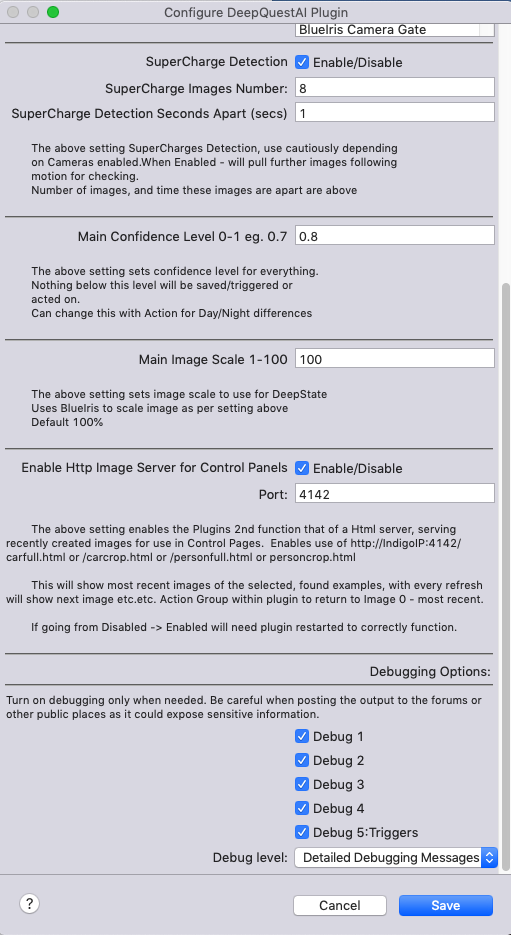 Configure DeepQuestAI Plugin
BlueIris Camera Gate
SuperCharge Detection Enable/Disable
SuperCharge Images Number: 8
SuperCharge Detection Seconds Apart (secs) 1
The above setting SuperCharges Detection, use cautiously depending
on Cameras enabled.When Enabled - will pull further images following
motion for checking.
Number of images, and time these images are apart are above
Main Confidence Level 0-1 eg. 0.7 0.8
The above setting sets confidence level for everything.
Nothing below this level will be saved/triggered or
acted on.
Can change this with Action for Day/Night differences
Main Image Scale 1-100 100
The above setting sets image scale to use for DeepState
Uses BlueIris to scale image as per setting above
Default 100%
Enable Http Image Server for Control Panels Enable/Disable
Port: 4142
The above setting enables the Plugins 2nd function that of a Html server, serving
recently created images for use in Control Pages. Enables use of http://IndigoIP:4142/
carfull.html or /carcrop.html or /personfull.html or personcrop.html
This will show most recent images of the selected, found examples, with every refresh
will show next image etc.etc. Action Group within plugin to return to Image 0 - most recent.
If going from Disabled -> Enabled will need plugin restarted to correctly function.
Debugging Options:
Turn on debugging only when needed. Be careful when posting the output to the forums or
other public places as it could expose sensitive information.
Debug 1
Debug 2
Debug 3
Debug 4
Debug 5:Triggers
Debug level: Detailed Debugging Messages
? Cancel Save